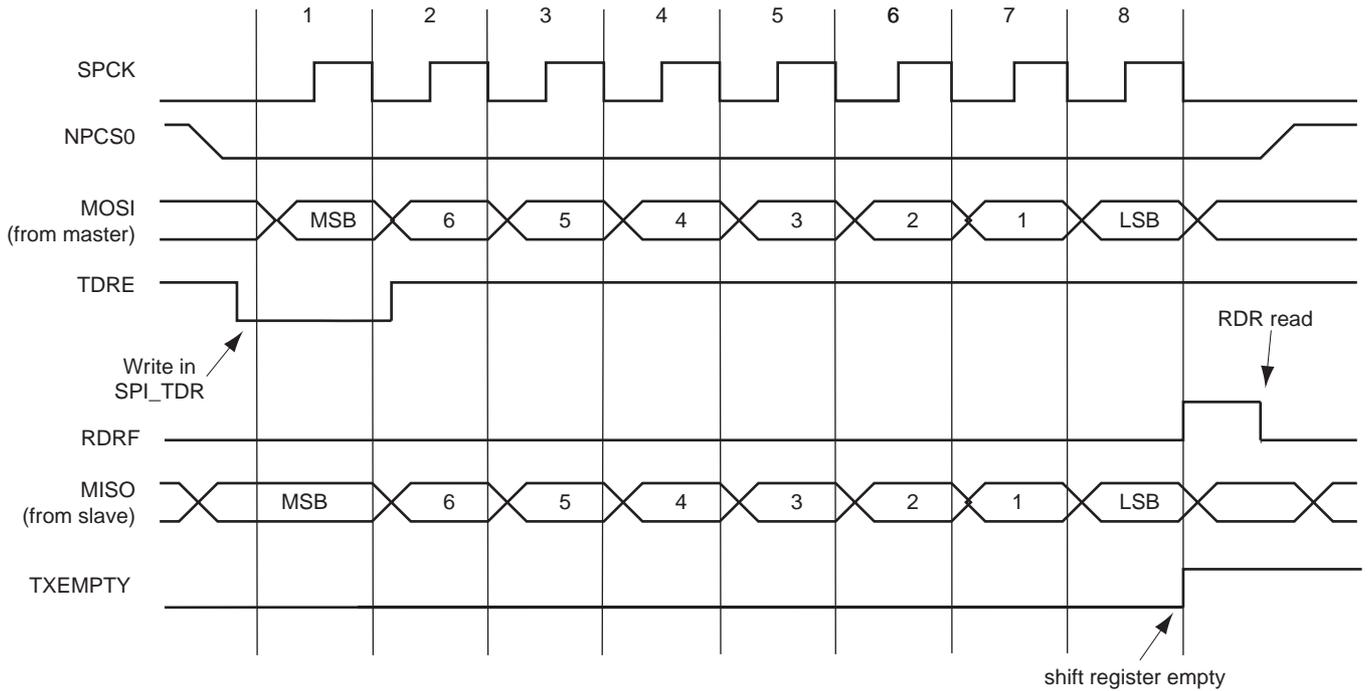 1 2 3 4 5 6 7 8
SPCK
NPCS0
MOSI
(from master)
MSB 6 5 4 3 2 1 LSB
TDRE
Write in
SPI_TDR
RDR read
RDRF
MISO
(from slave)
MSB 6 5 4 3 2 1 LSB
TXEMPTY
shift register empty